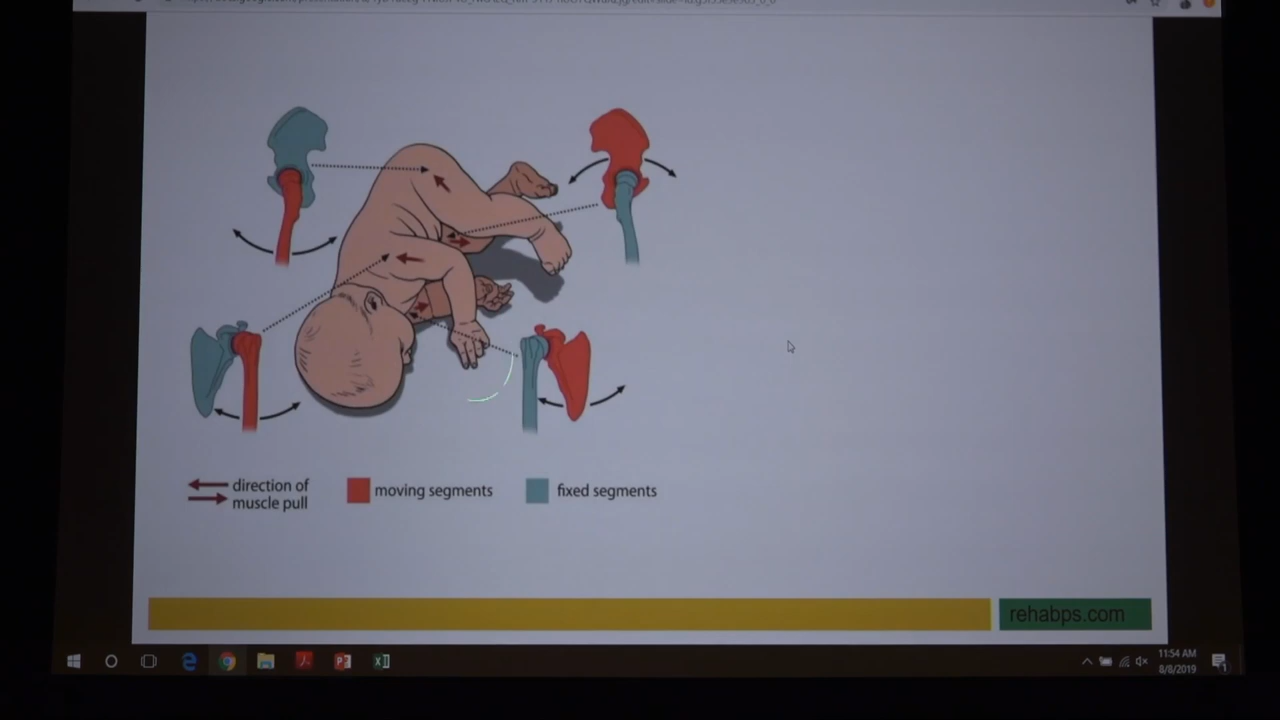 direction of
muscle pull
moving segments
fixed segments
rehabps.com
11:54 AM
8/8/2019